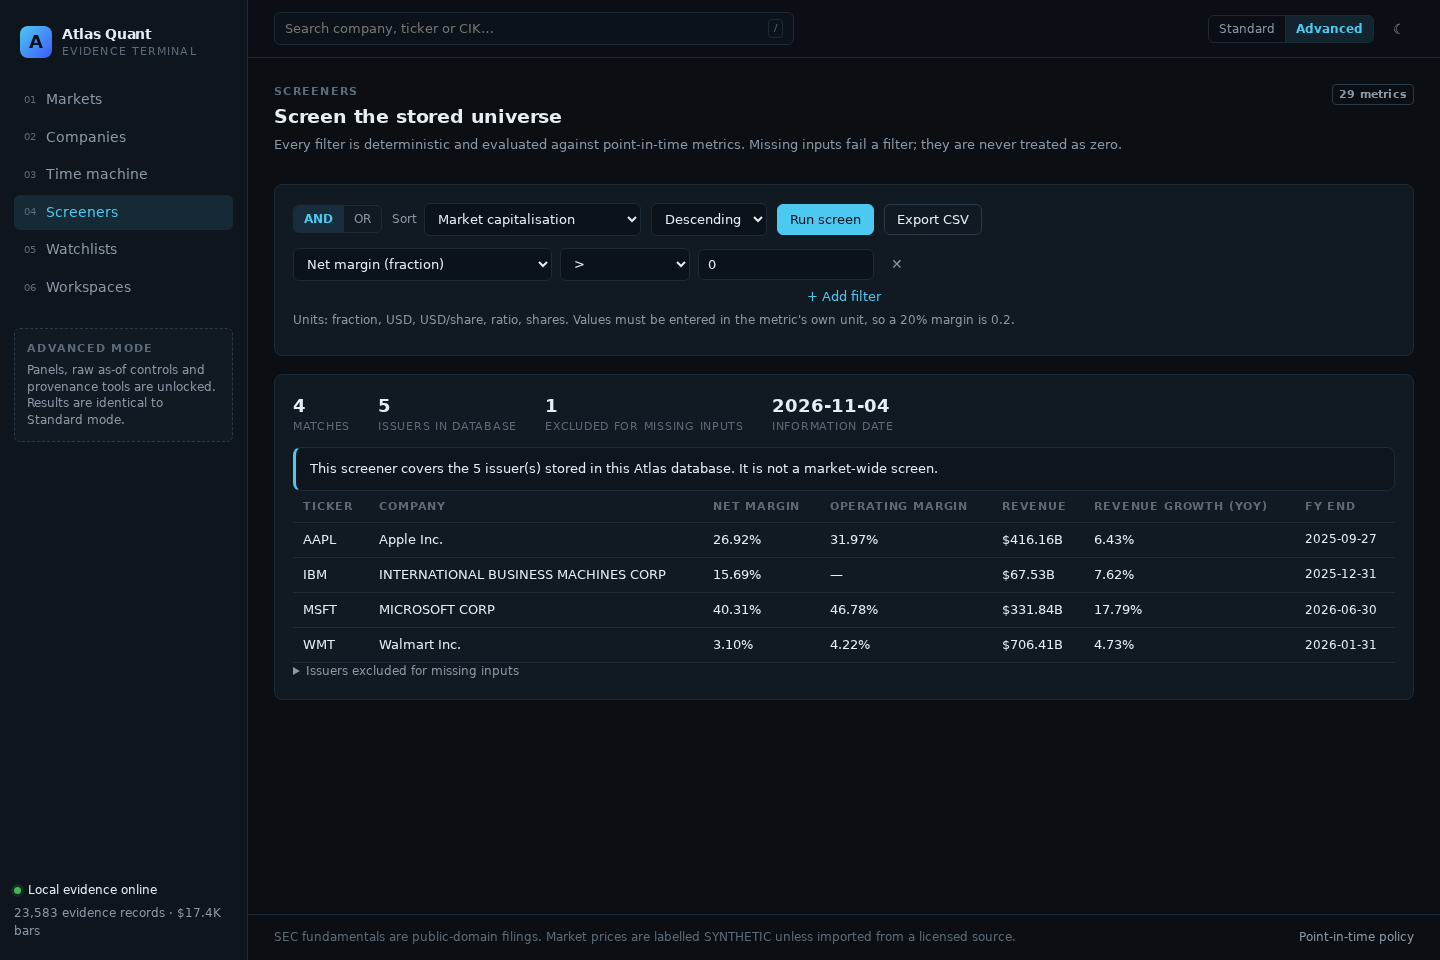 A
Atlas Quant
EVIDENCE TERMINAL
01 Markets
02 Companies
03 Time machine
04 Screeners
05 Watchlists
06 Workspaces
ADVANCED MODE
Panels, raw as-of controls and
provenance tools are unlocked.
Results are identical to
Standard mode.
Local evidence online
23,583 evidence records · $17.4K
bars
Search company, ticker or CIK…
/
Standard Advanced ☾
SCREENERS
29 metrics
Screen the stored universe
Every filter is deterministic and evaluated against point-in-time metrics. Missing inputs fail a filter; they are never treated as zero.
AND OR Sort Market capitalisation Descending Run screen Export CSV
Net margin (fraction) > 0 ✕
+ Add filter
Units: fraction, USD, USD/share, ratio, shares. Values must be entered in the metric's own unit, so a 20% margin is 0.2.
4 5 1 2026-11-04
MATCHES ISSUERS IN DATABASE EXCLUDED FOR MISSING INPUTS INFORMATION DATE
This screener covers the 5 issuer(s) stored in this Atlas database. It is not a market-wide screen.
TICKER COMPANY NET MARGIN OPERATING MARGIN REVENUE REVENUE GROWTH (YOY) FY END
AAPL Apple Inc. 26.92% 31.97% $416.16B 6.43% 2025-09-27
IBM INTERNATIONAL BUSINESS MACHINES CORP 15.69% — $67.53B 7.62% 2025-12-31
MSFT MICROSOFT CORP 40.31% 46.78% $331.84B 17.79% 2026-06-30
WMT Walmart Inc. 3.10% 4.22% $706.41B 4.73% 2026-01-31
▶ Issuers excluded for missing inputs
SEC fundamentals are public-domain filings. Market prices are labelled SYNTHETIC unless imported from a licensed source.
Point-in-time policy